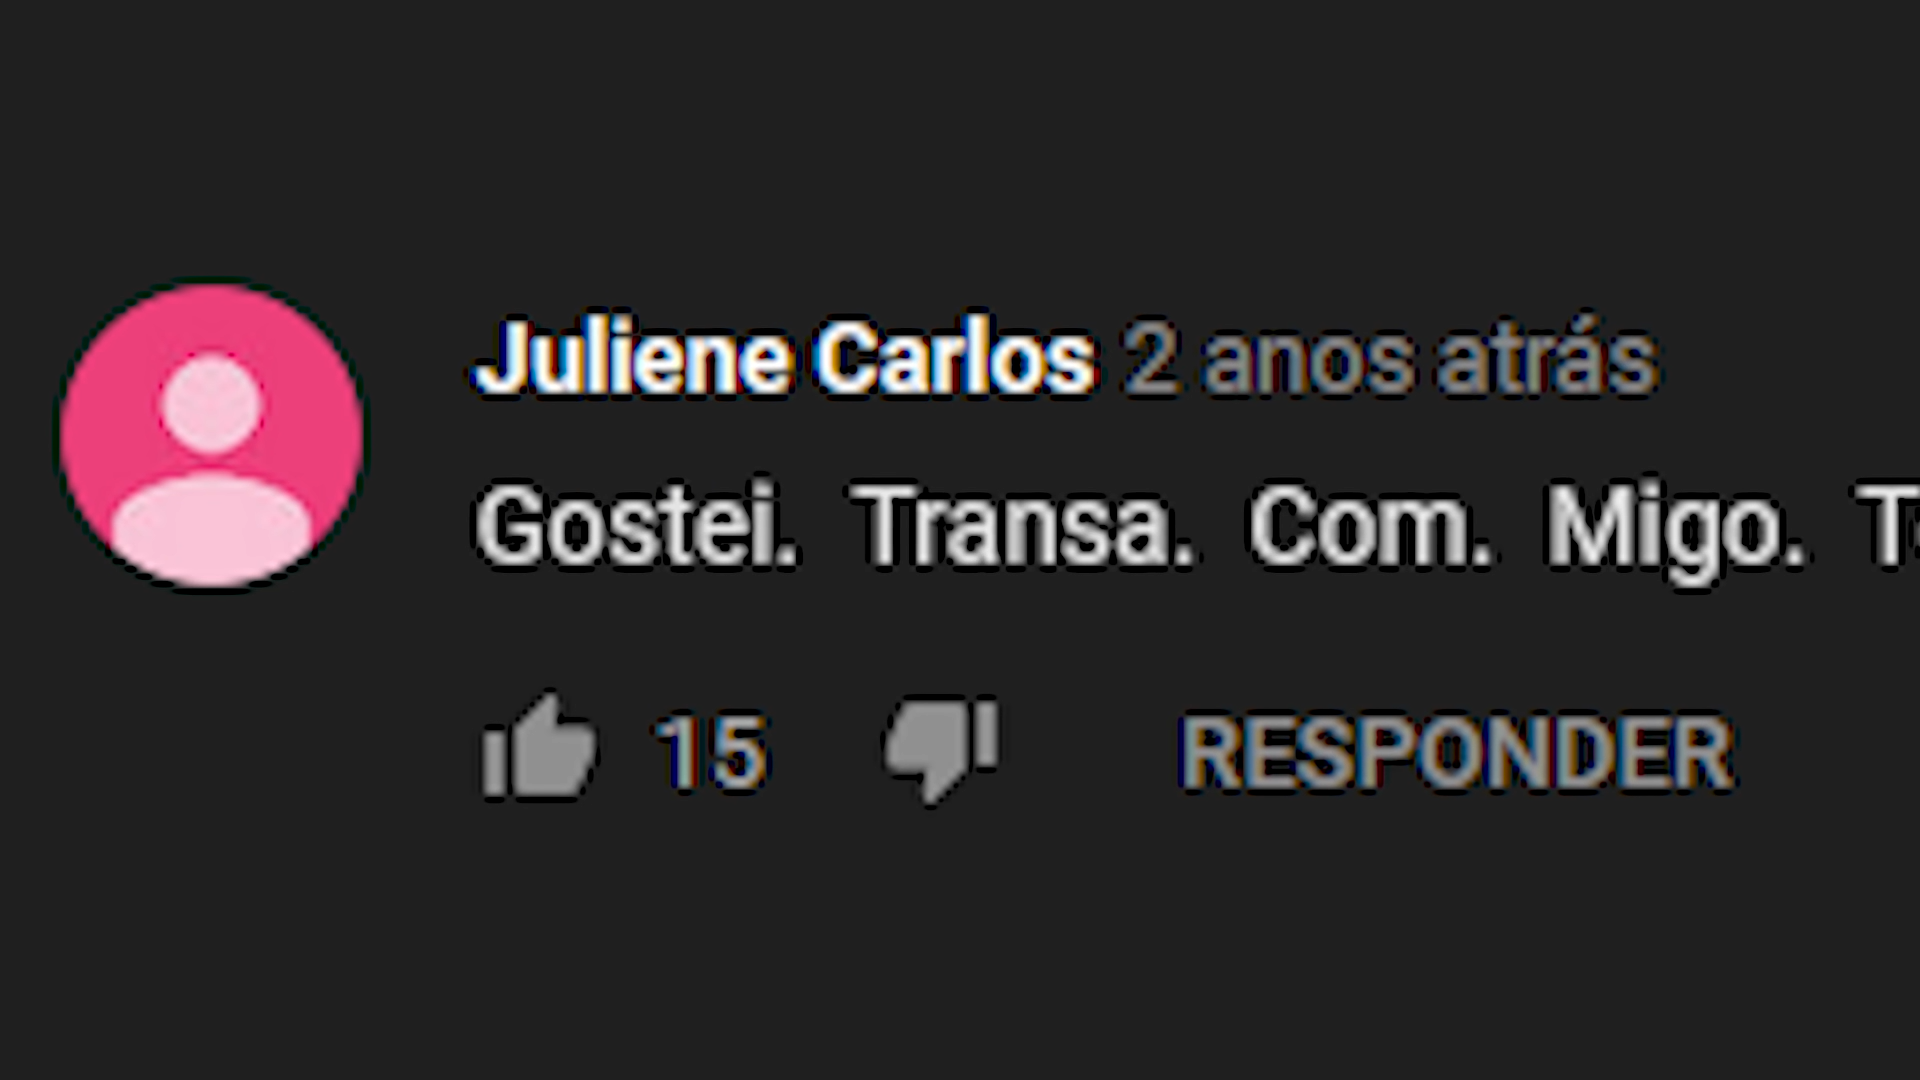 Juliene Carlos 2 anos atrás
Gostei. Transa. Com. Migo.
15 RESPONDER